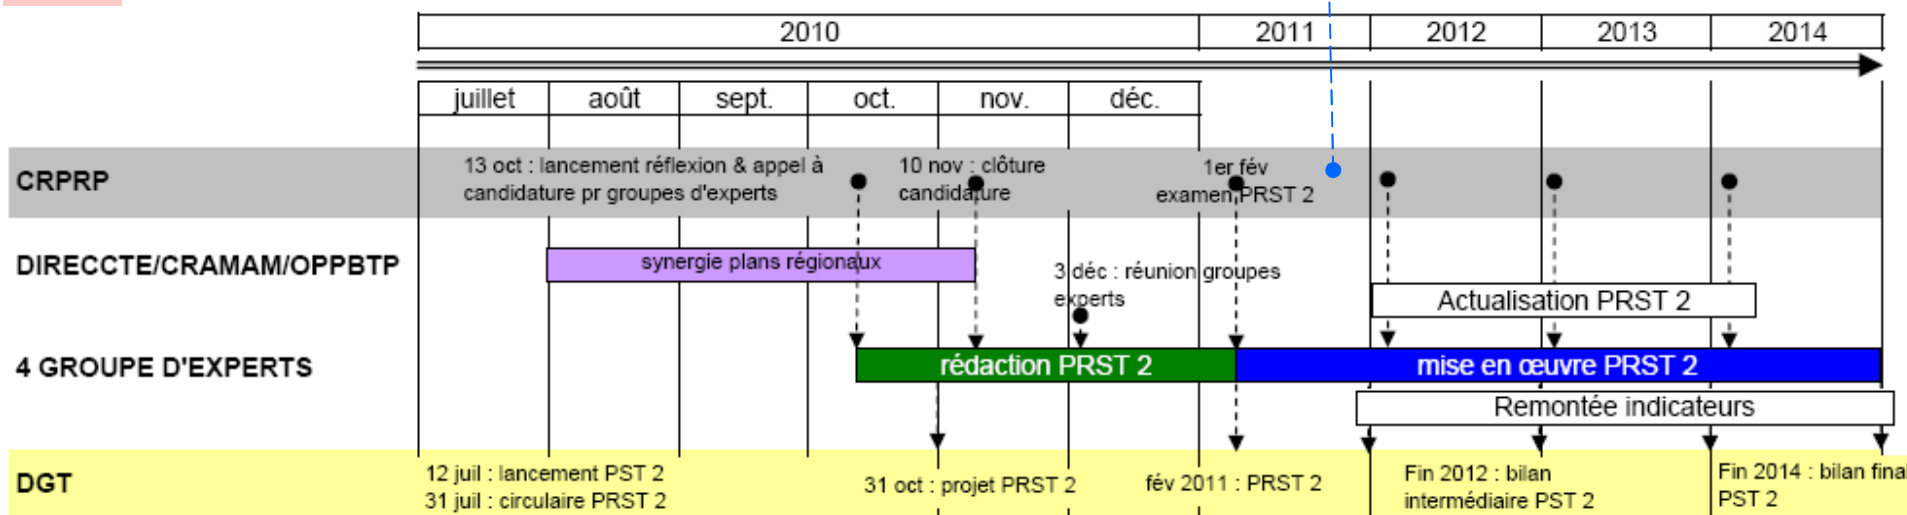 2010 2011 2012 2013 2014
juillet août sept. oct. nov. déc.
CRPRP
13 oct : lancement réflexion & appel à
candidature pr groupes d'experts
10 nov : clôture
candidature
1er fév
examen PRST 2
DIRECCTE/CRAMAM/OPPBTP
synergie plans régionaux
3 déc : réunion groupes
experts
Actualisation PRST 2
4 GROUPE D'EXPERTS
rédaction PRST 2
mise en œuvre PRST 2
Remontée indicateurs
DGT
12 juil : lancement PST 2
31 juil : circulaire PRST 2
31 oct : projet PRST 2
fév 2011 : PRST 2
Fin 2012 : bilan
intermédiaire PST 2
Fin 2014 : bilan final
PST 2